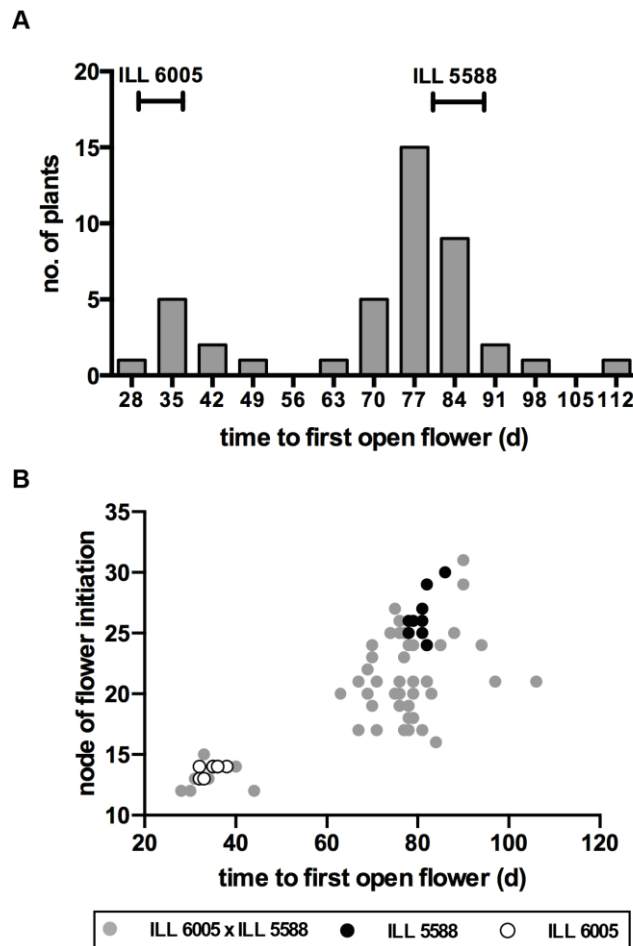 A
ILL 6005 ILL 5588
20
15
10
5
0
no. of plants
28 35 42 49 56 63 70 77 84 91 98 105 112
time to first open flower (d)
B
35
30
25
20
15
10
node of flower initiation
20 40 60 80 100 120
time to first open flower (d)
ILL 6005 x ILL 5588 ILL 5588 ILL 6005